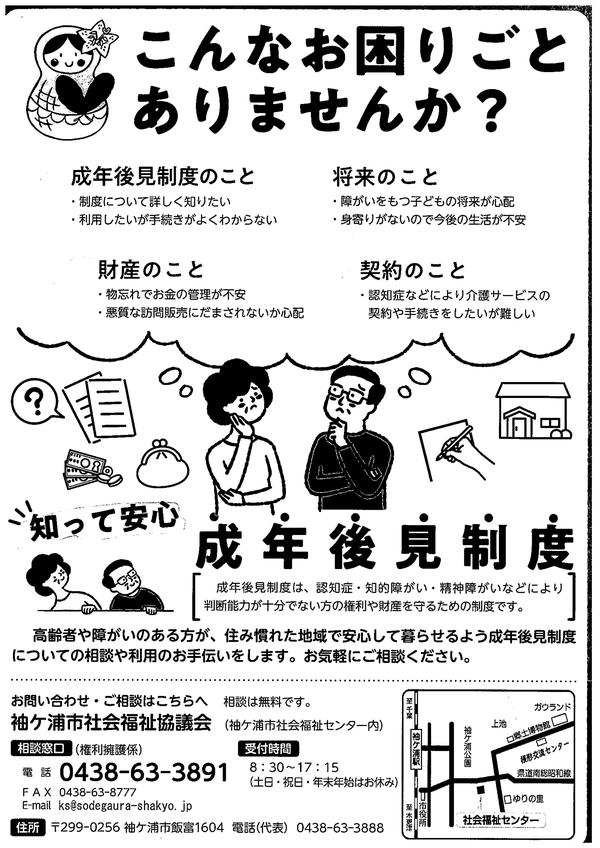 こんなお困りごと
ありませんか？
成年後見制度のこと
・制度について詳しく知りたい
・利用したいが手続きがよくわからない
将来のこと
・障がいをもつ子どもの将来が心配
・身寄りがないので今後の生活が不安
財産のこと
・物忘れでお金の管理が不安
・悪質な訪問販売にだまされないか心配
契約のこと
・認知症などにより介護サービスの
契約や手続きをしたいが難しい
?
知って安心
成年後見制度
成年後見制度は、認知症・知的障がい・精神障がいなどにより
判断能力が十分でない方の権利や財産を守るための制度です。
高齢者や障がいのある方が、住み慣れた地域で安心して暮らせるよう成年後見制度
についての相談や利用のお手伝いをします。お気軽にご相談ください。
お問い合わせ・ご相談はこちらへ 相談は無料です。
袖ケ浦市社会福祉協議会 (袖ケ浦市社会福祉センター内)
相談窓口 (権利擁護係)
電話 0438-63-3891
FAX 0438-63-8777
E-mail ks@sodegaura-shakyo.jp
受付時間
8：30～17：15
(土日・祝日・年末年始はお休み)
住所 〒299-0256 袖ケ浦市飯富1604 電話(代表) 0438-63-3888
至千葉
袖ケ浦駅
至木更津
袖ケ浦公園
上池
ガウランド
郷土博物館
交流センター
県道南総昭和線
市役所
ゆりの里
社会福祉センター